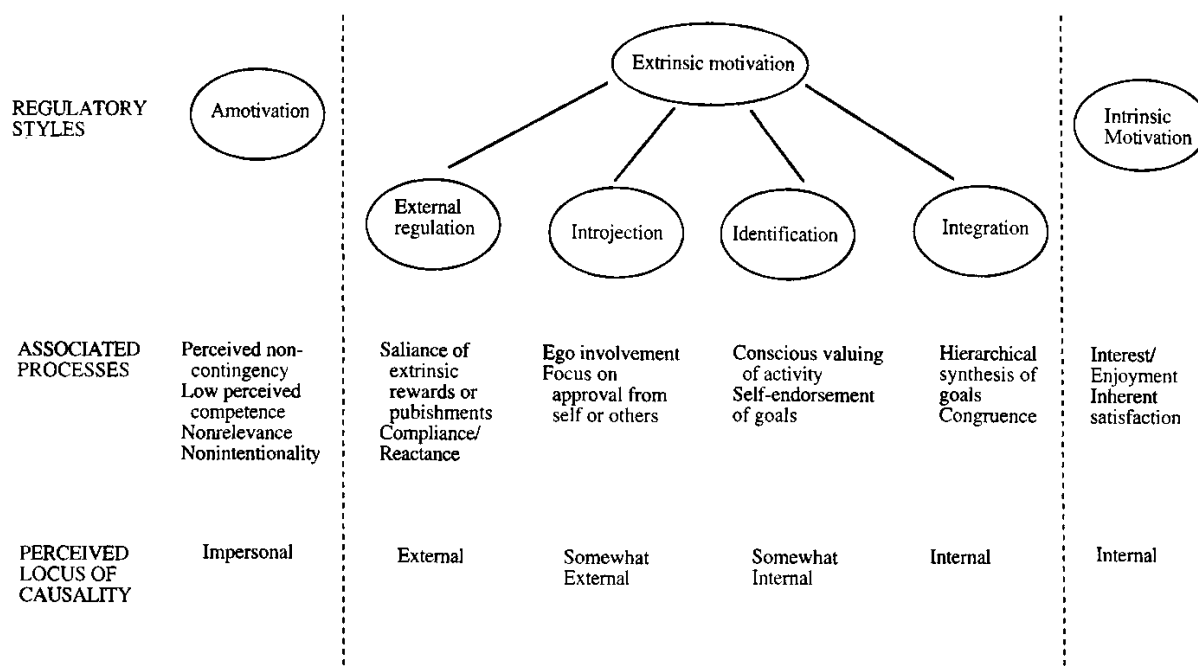 Extrinsic motivation
REGULATORY
STYLES
Amotivation
Intrinsic
Motivation
External
regulation
Introjection
Identification
Integration
ASSOCIATED
PROCESSES
Perceived non-
contingency
Low perceived
competence
Nonrelevance
Nonintentionality
Saliance of
extrinsic
rewards or
pubishments
Compliance/
Reactance
Ego involvement
Focus on
approval from
self or others
Conscious valuing
of activity
Self-endorsement
of goals
Hierarchical
synthesis of
goals
Congruence
Interest/
Enjoyment
Inherent
satisfaction
PERCEIVED
LOCUS OF
CAUSALITY
Impersonal
External
Somewhat
External
Somewhat
Internal
Internal
Internal